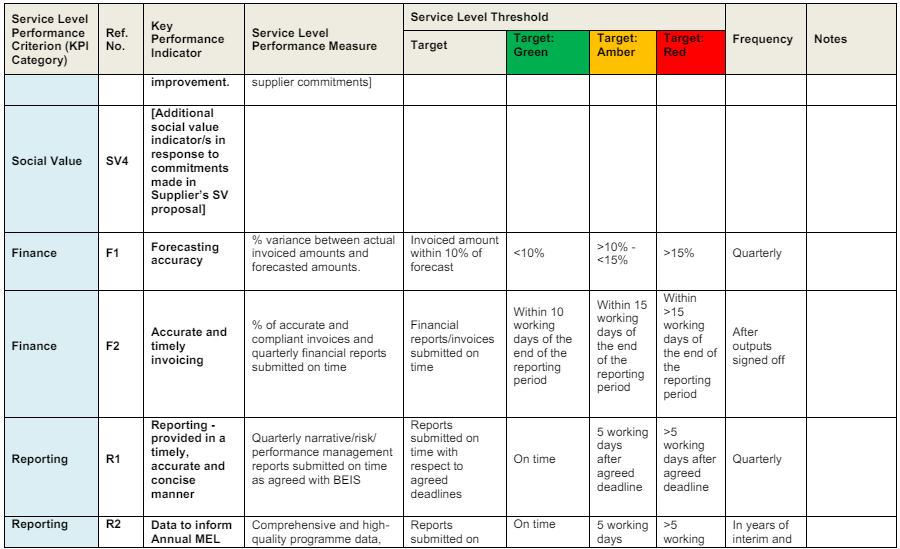 Service Level
Performance
Criterion (KPI
Category)
Ref.
No.
Key
Performance
Indicator
Service Level
Performance Measure
Service Level Threshold
Target
Target:
Green
Target:
Amber
Target:
Red
Frequency
Notes
improvement.
supplier commitments]
Social Value
SV4
[Additional
social value
indicator/s in
response to
commitments
made in
Supplier's SV
proposal]
Finance
F1
Forecasting
accuracy
% variance between actual
invoiced amounts and
forecasted amounts.
Invoiced amount
within 10% of
forecast
<10%
>10% -
<15%
>15%
Quarterly
Finance
F2
Accurate and
timely
invoicing
% of accurate and
compliant invoices and
quarterly financial reports
submitted on time
Financial
reports/invoices
submitted on
time
Within 10
working
days of the
end of the
reporting
period
Within 15
working
days of
the end
of the
reporting
period
Within
>15
working
days of
the end of
the
reporting
period
After
outputs
signed off
Reporting
R1
Reporting -
provided in a
timely,
accurate and
concise
manner
Quarterly narrative/risk/
performance management
reports submitted on time
as agreed with BEIS
Reports
submitted on
time with
respect to
agreed
deadlines
On time
5 working
days
after
agreed
deadline
>5
working
days after
agreed
deadline
Quarterly
Reporting
R2
Data to inform
Annual MEL
Comprehensive and high-
quality programme data,
Reports
submitted on
On time
5 working
days
>5
working
In years of
interim and